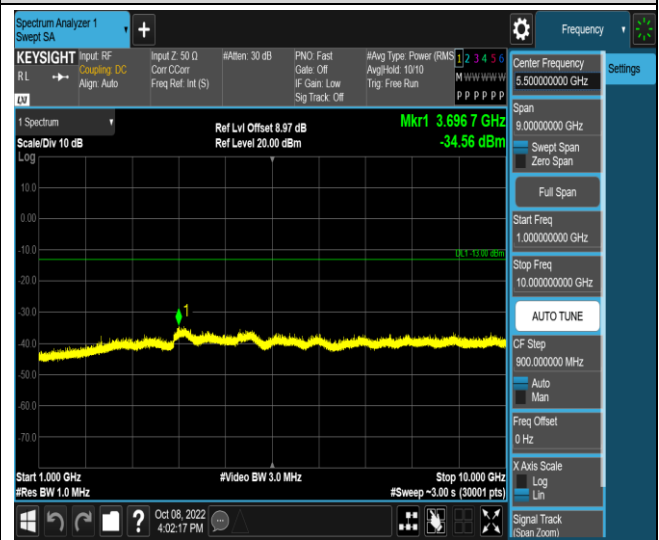 Spectrum Analyzer 1
Swept SA
+
Frequency
KEYSIGHT
RL
LXI
Input: RF
Coupling: DC
Align: Auto
Input Z: 50 Ω
Corr CCorr
Freq Ref: Int (S)
#Atten: 30 dB
PNO: Fast
Gate: Off
IF Gain: Low
Sig Track: Off
#Avg Type: Power (RMS
Avg|Hold: 10/10
Trig: Free Run
1 2 3 4 5 6
M W W W W W
P P P P P P
Center Frequency
5.500000000 GHz
Settings
Span
9.00000000 GHz
Swept Span
Zero Span
Full Span
Start Freq
1.000000000 GHz
Stop Freq
10.000000000 GHz
AUTO TUNE
CF Step
900.000000 MHz
Auto
Man
Freq Offset
0 Hz
X Axis Scale
Log
Lin
Signal Track
(Span Zoom)
1 Spectrum
Scale/Div 10 dB
Ref Lvl Offset 8.97 dB
Ref Level 20.00 dBm
Mkr1 3.696 7 GHz
-34.56 dBm
Log
10.0
0.00
-10.0
DL1 -13.00 dBm
-20.0
-30.0
1
-40.0
-50.0
-60.0
-70.0
Start 1.000 GHz
#Video BW 3.0 MHz
Stop 10.000 GHz
#Res BW 1.0 MHz
#Sweep ~3.00 s (30001 pts)
?
Oct 08, 2022
4:02:17 PM